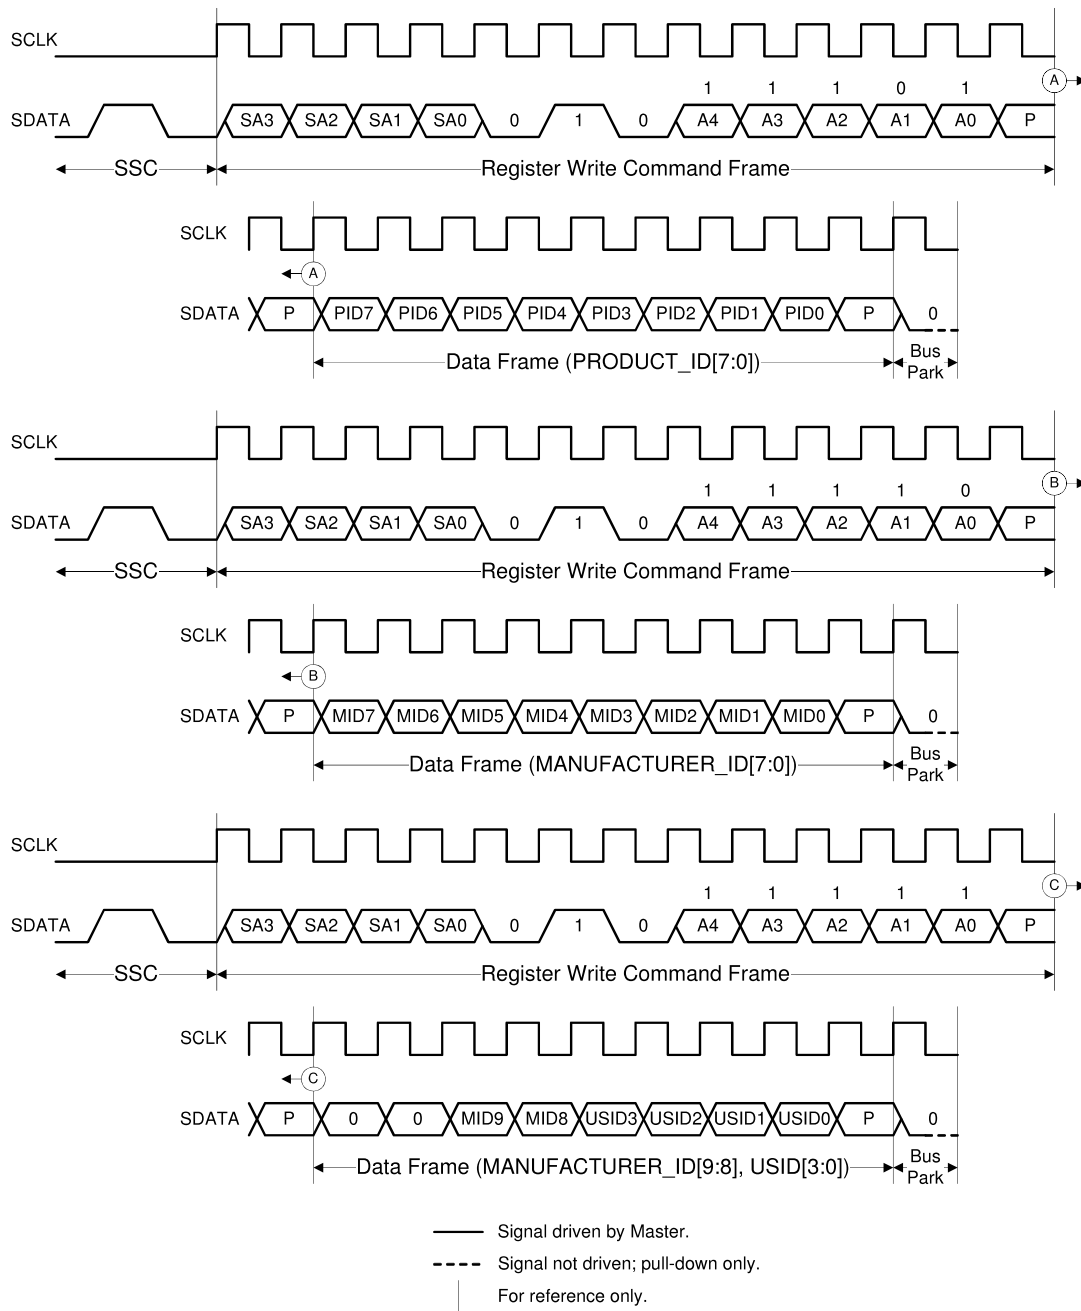 SCLK
A
1 1 1 0 1
SDATA SA3 SA2 SA1 SA0 0 1 0 A4 A3 A2 A1 A0 P
SSC Register Write Command Frame
SCLK
A
SDATA P PID7 PID6 PID5 PID4 PID3 PID2 PID1 PID0 P 0
Data Frame (PRODUCT_ID[7:0]) Bus
Park
SCLK
B
1 1 1 1 0
SDATA SA3 SA2 SA1 SA0 0 1 0 A4 A3 A2 A1 A0 P
SSC Register Write Command Frame
SCLK
B
SDATA P MID7 MID6 MID5 MID4 MID3 MID2 MID1 MID0 P 0
Data Frame (MANUFACTURER_ID[7:0]) Bus
Park
SCLK
C
1 1 1 1 1
SDATA SA3 SA2 SA1 SA0 0 1 0 A4 A3 A2 A1 A0 P
SSC Register Write Command Frame
SCLK
C
SDATA P 0 0 MID9 MID8 USID3 USID2 USID1 USID0 P 0
Data Frame (MANUFACTURER_ID[9:8], USID[3:0]) Bus
Park
Signal driven by Master.
Signal not driven; pull-down only.
For reference only.